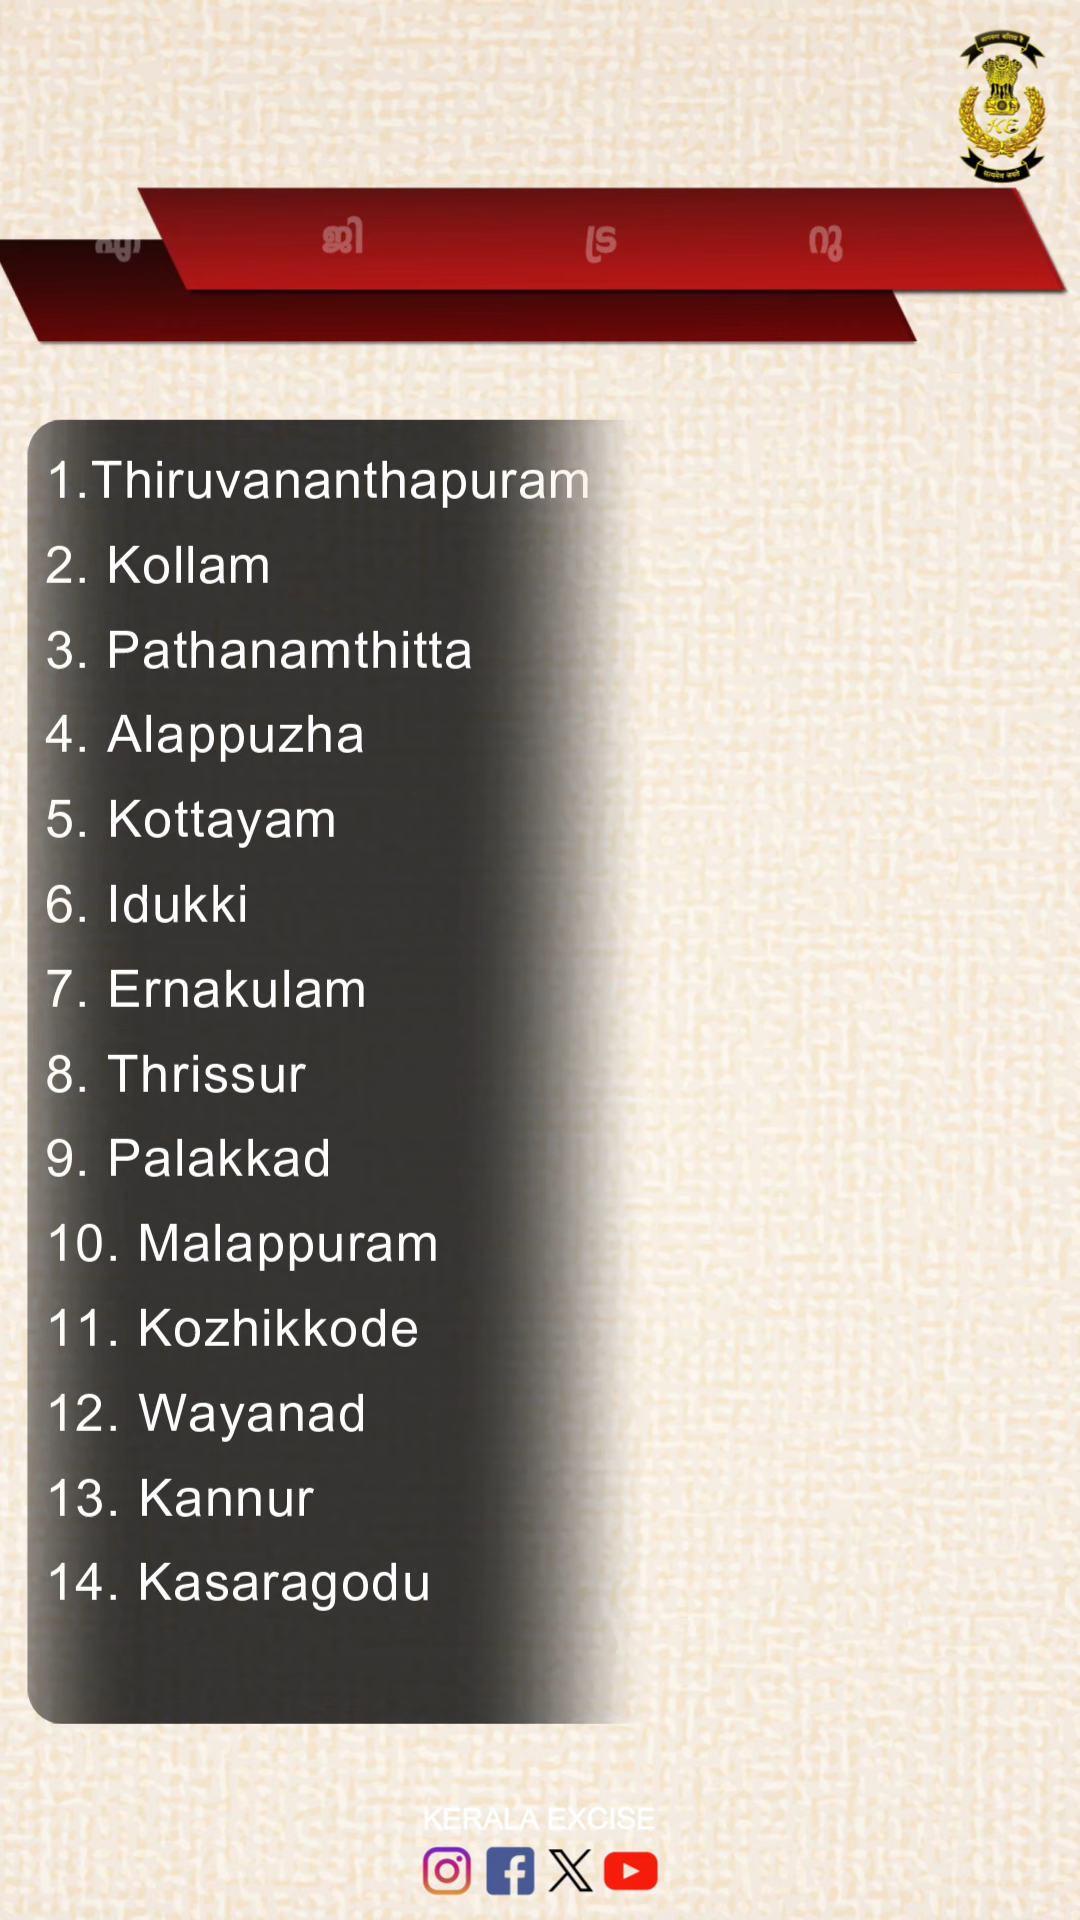 जि ട്ര നു
1.Thiruvananthapuram
2. Kollam
3. Pathanamthitta
4. Alappuzha
5. Kottayam
6. Idukki
7. Ernakulam
8. Thrissur
9. Palakkad
10. Malappuram
11. Kozhikkode
12. Wayanad
13. Kannur
14. Kasaragodu
KERALA EXCISE